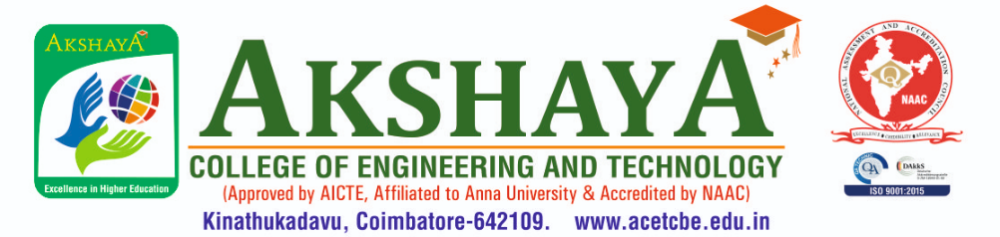 AKSHAYA
Excellence in Higher Education
AKSHAYA
COLLEGE OF ENGINEERING AND TECHNOLOGY
(Approved by AICTE, Affiliated to Anna University & Accredited by NAAC)
Kinathukadavu, Coimbatore-642109. www.acetcbe.edu.in
NATIONAL ASSESSMENT AND ACCREDITATION COUNCIL
Q
NAAC
EXCELLENCE • CREDIBILITY • RELEVANCE
QA
DAkkS
ISO 9001:2015